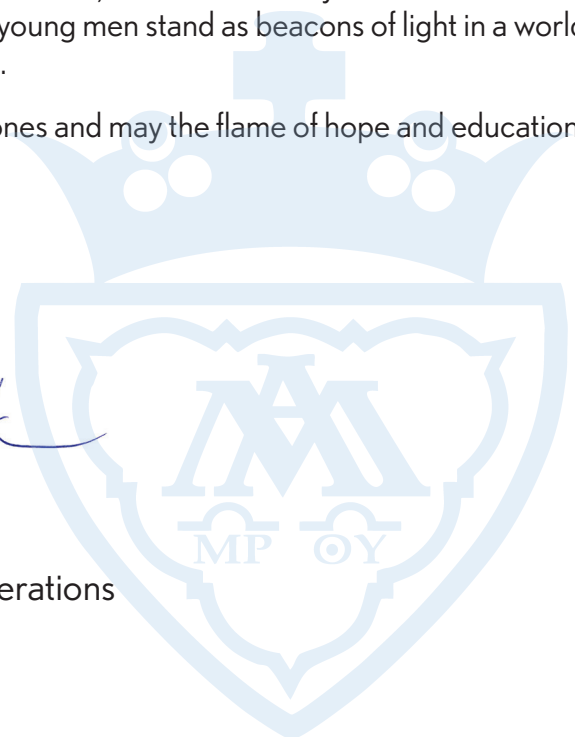 young men stand as beacons of light in a world
.
ones and may the flame of hope and education
MP OY
erations